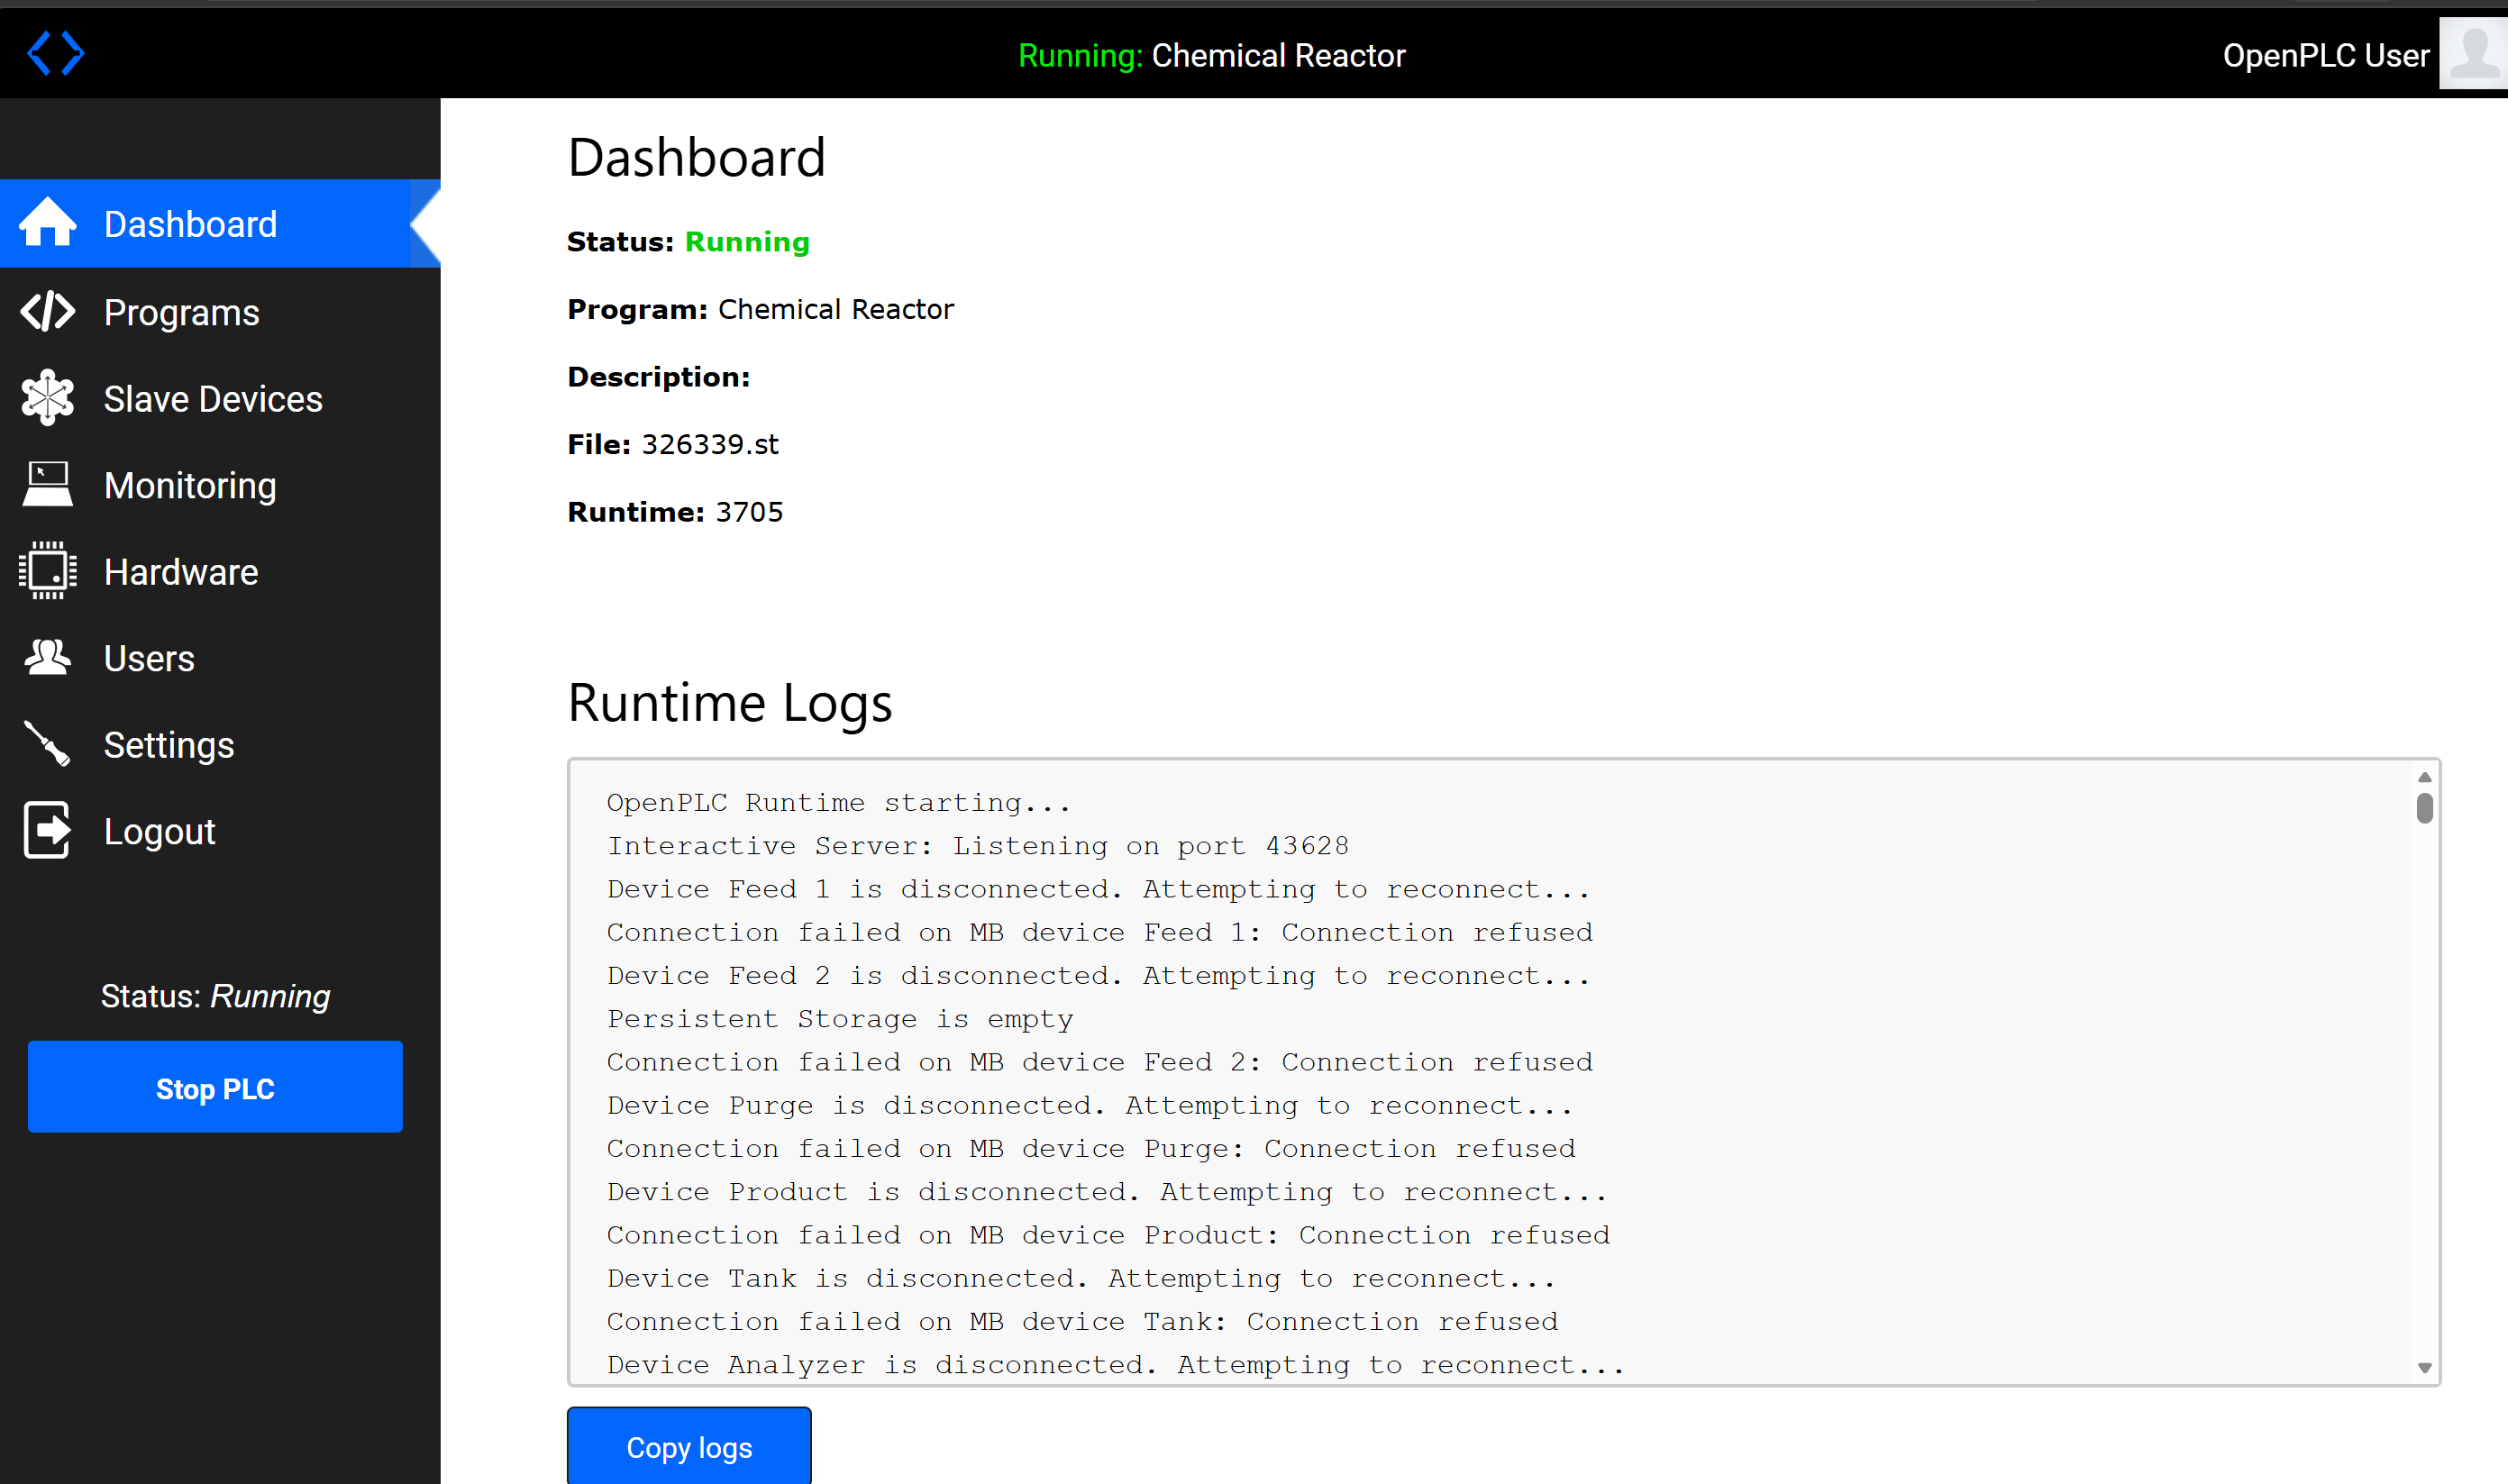 Running: Chemical Reactor
OpenPLC User
Dashboard
Programs
Slave Devices
Monitoring
Hardware
Users
Settings
Logout
Status: Running
Stop PLC
Dashboard
Status: Running
Program: Chemical Reactor
Description:
File: 326339.st
Runtime: 3705
Runtime Logs
OpenPLC Runtime starting...
Interactive Server: Listening on port 43628
Device Feed 1 is disconnected. Attempting to reconnect...
Connection failed on MB device Feed 1: Connection refused
Device Feed 2 is disconnected. Attempting to reconnect...
Persistent Storage is empty
Connection failed on MB device Feed 2: Connection refused
Device Purge is disconnected. Attempting to reconnect...
Connection failed on MB device Purge: Connection refused
Device Product is disconnected. Attempting to reconnect...
Connection failed on MB device Product: Connection refused
Device Tank is disconnected. Attempting to reconnect...
Connection failed on MB device Tank: Connection refused
Device Analyzer is disconnected. Attempting to reconnect...
Copy logs